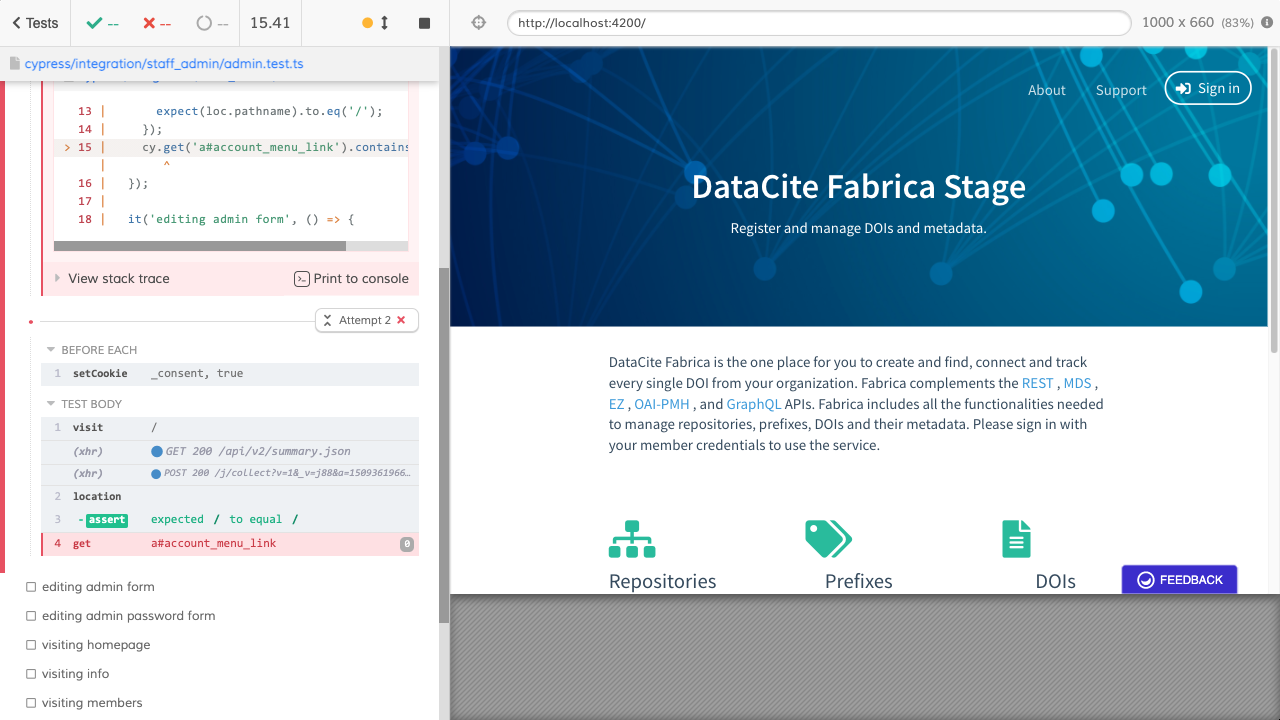 Tests
--
--
--
15.41
http://localhost:4200/
1000 x 660 (83%)
cypress/integration/staff_admin/admin.test.ts
13 | expect(loc.pathname).to.eq('/');
14 | });
> 15 | cy.get('a#account_menu_link').contains
| ^
16 | });
17 |
18 | it('editing admin form', () => {
View stack trace
Print to console
Attempt 2
BEFORE EACH
1 setCookie _consent, true
TEST BODY
1 visit /
(xhr) GET 200 /api/v2/summary.json
(xhr) POST 200 /j/collect?v=1&_v=j88&a=1509361966...
2 location
3 -assert expected / to equal /
4 get a#account_menu_link 0
editing admin form
editing admin password form
visiting homepage
visiting info
visiting members
About
Support
Sign in
DataCite Fabrica Stage
Register and manage DOIs and metadata.
DataCite Fabrica is the one place for you to create and find, connect and track
every single DOI from your organization. Fabrica complements the REST , MDS ,
EZ , OAI-PMH , and GraphQL APIs. Fabrica includes all the functionalities needed
to manage repositories, prefixes, DOIs and their metadata. Please sign in with
your member credentials to use the service.
Repositories
Prefixes
DOIs
FEEDBACK